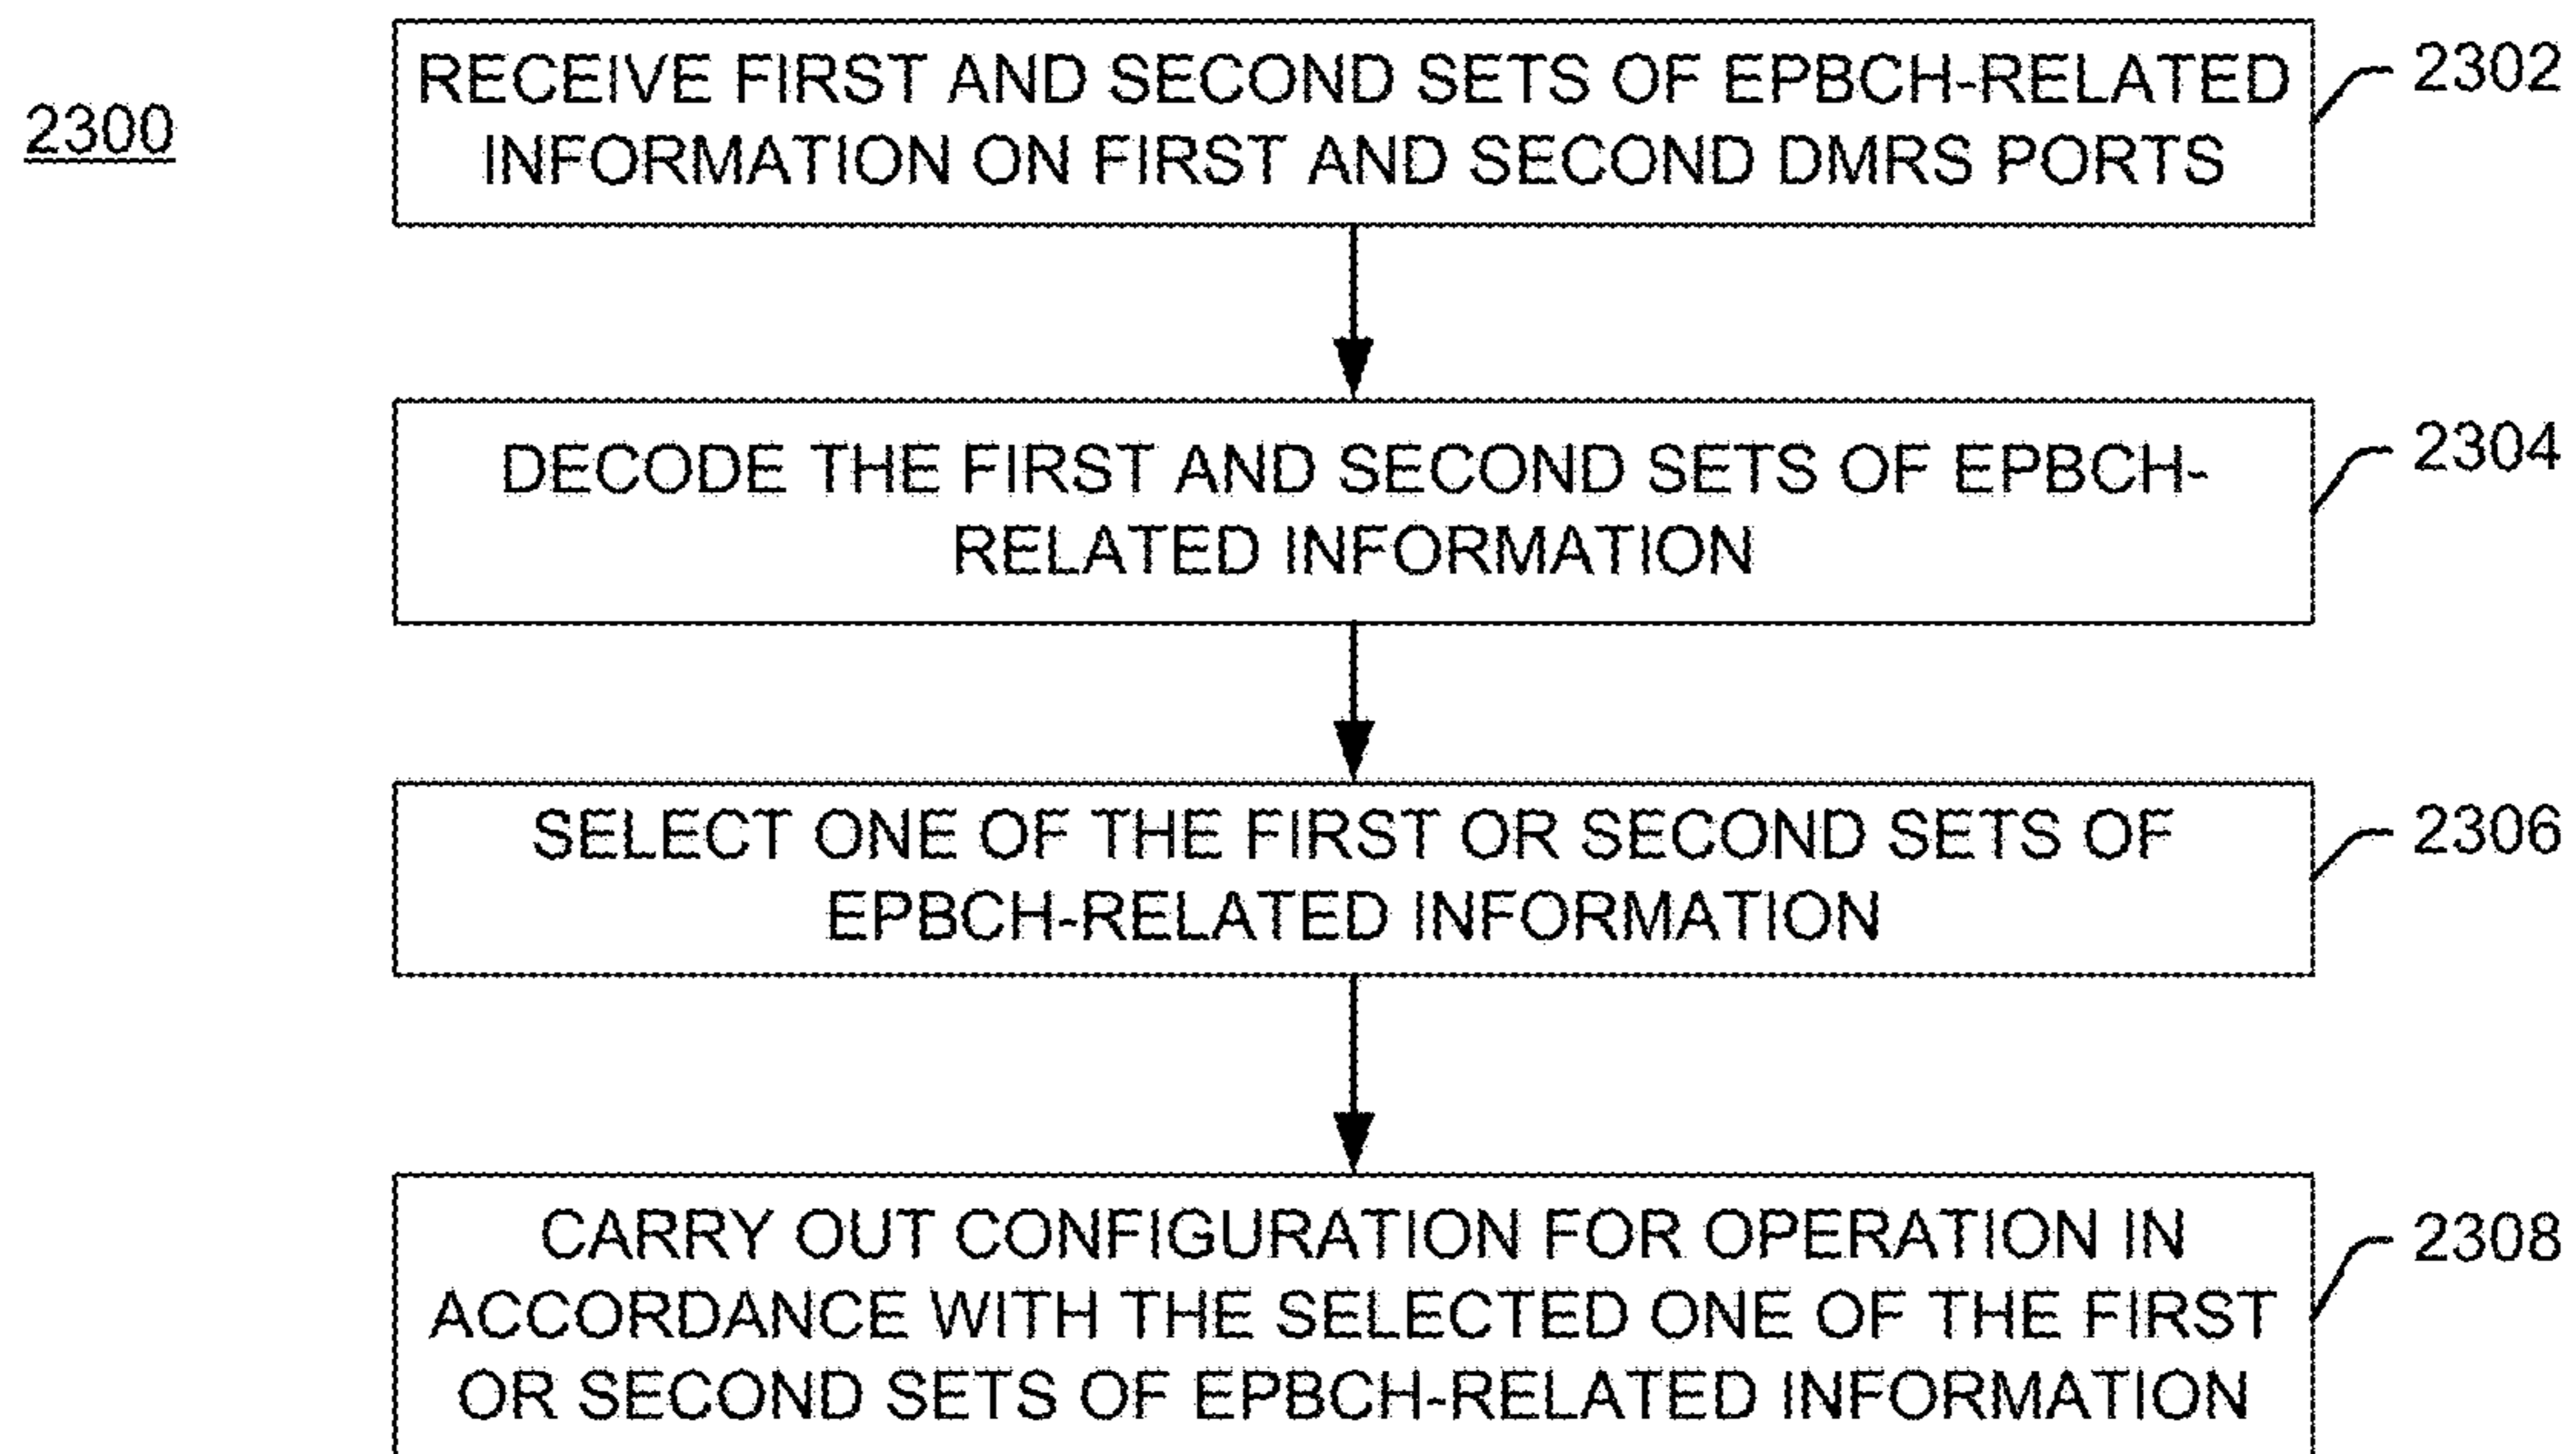 2300
RECEIVE FIRST AND SECOND SETS OF EPBCH-RELATED
INFORMATION ON FIRST AND SECOND DMRS PORTS
2302
DECODE THE FIRST AND SECOND SETS OF EPBCH-
RELATED INFORMATION
2304
SELECT ONE OF THE FIRST OR SECOND SETS OF
EPBCH-RELATED INFORMATION
2306
CARRY OUT CONFIGURATION FOR OPERATION IN
ACCORDANCE WITH THE SELECTED ONE OF THE FIRST
OR SECOND SETS OF EPBCH-RELATED INFORMATION
2308